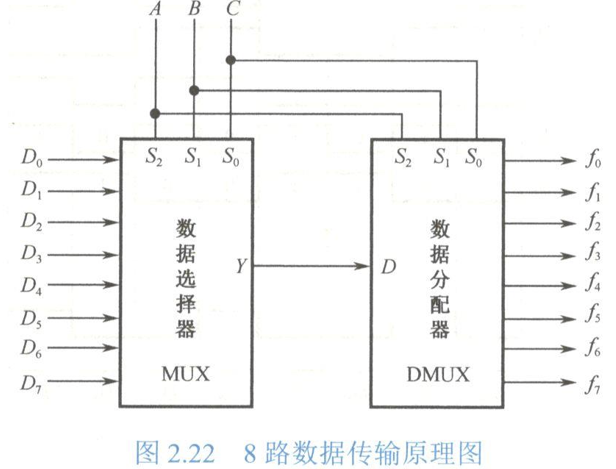 A B C
S₂ S₁ S₀ S₂ S₁ S₀
D₀ f₀
D₁ f₁
D₂ f₂
D₃ f₃
D₄ f₄
D₅ f₅
D₆ f₆
D₇ f₇
数据选择器
Y
MUX
D
数据分配器
DMUX
图 2.22 8 路数据传输原理图